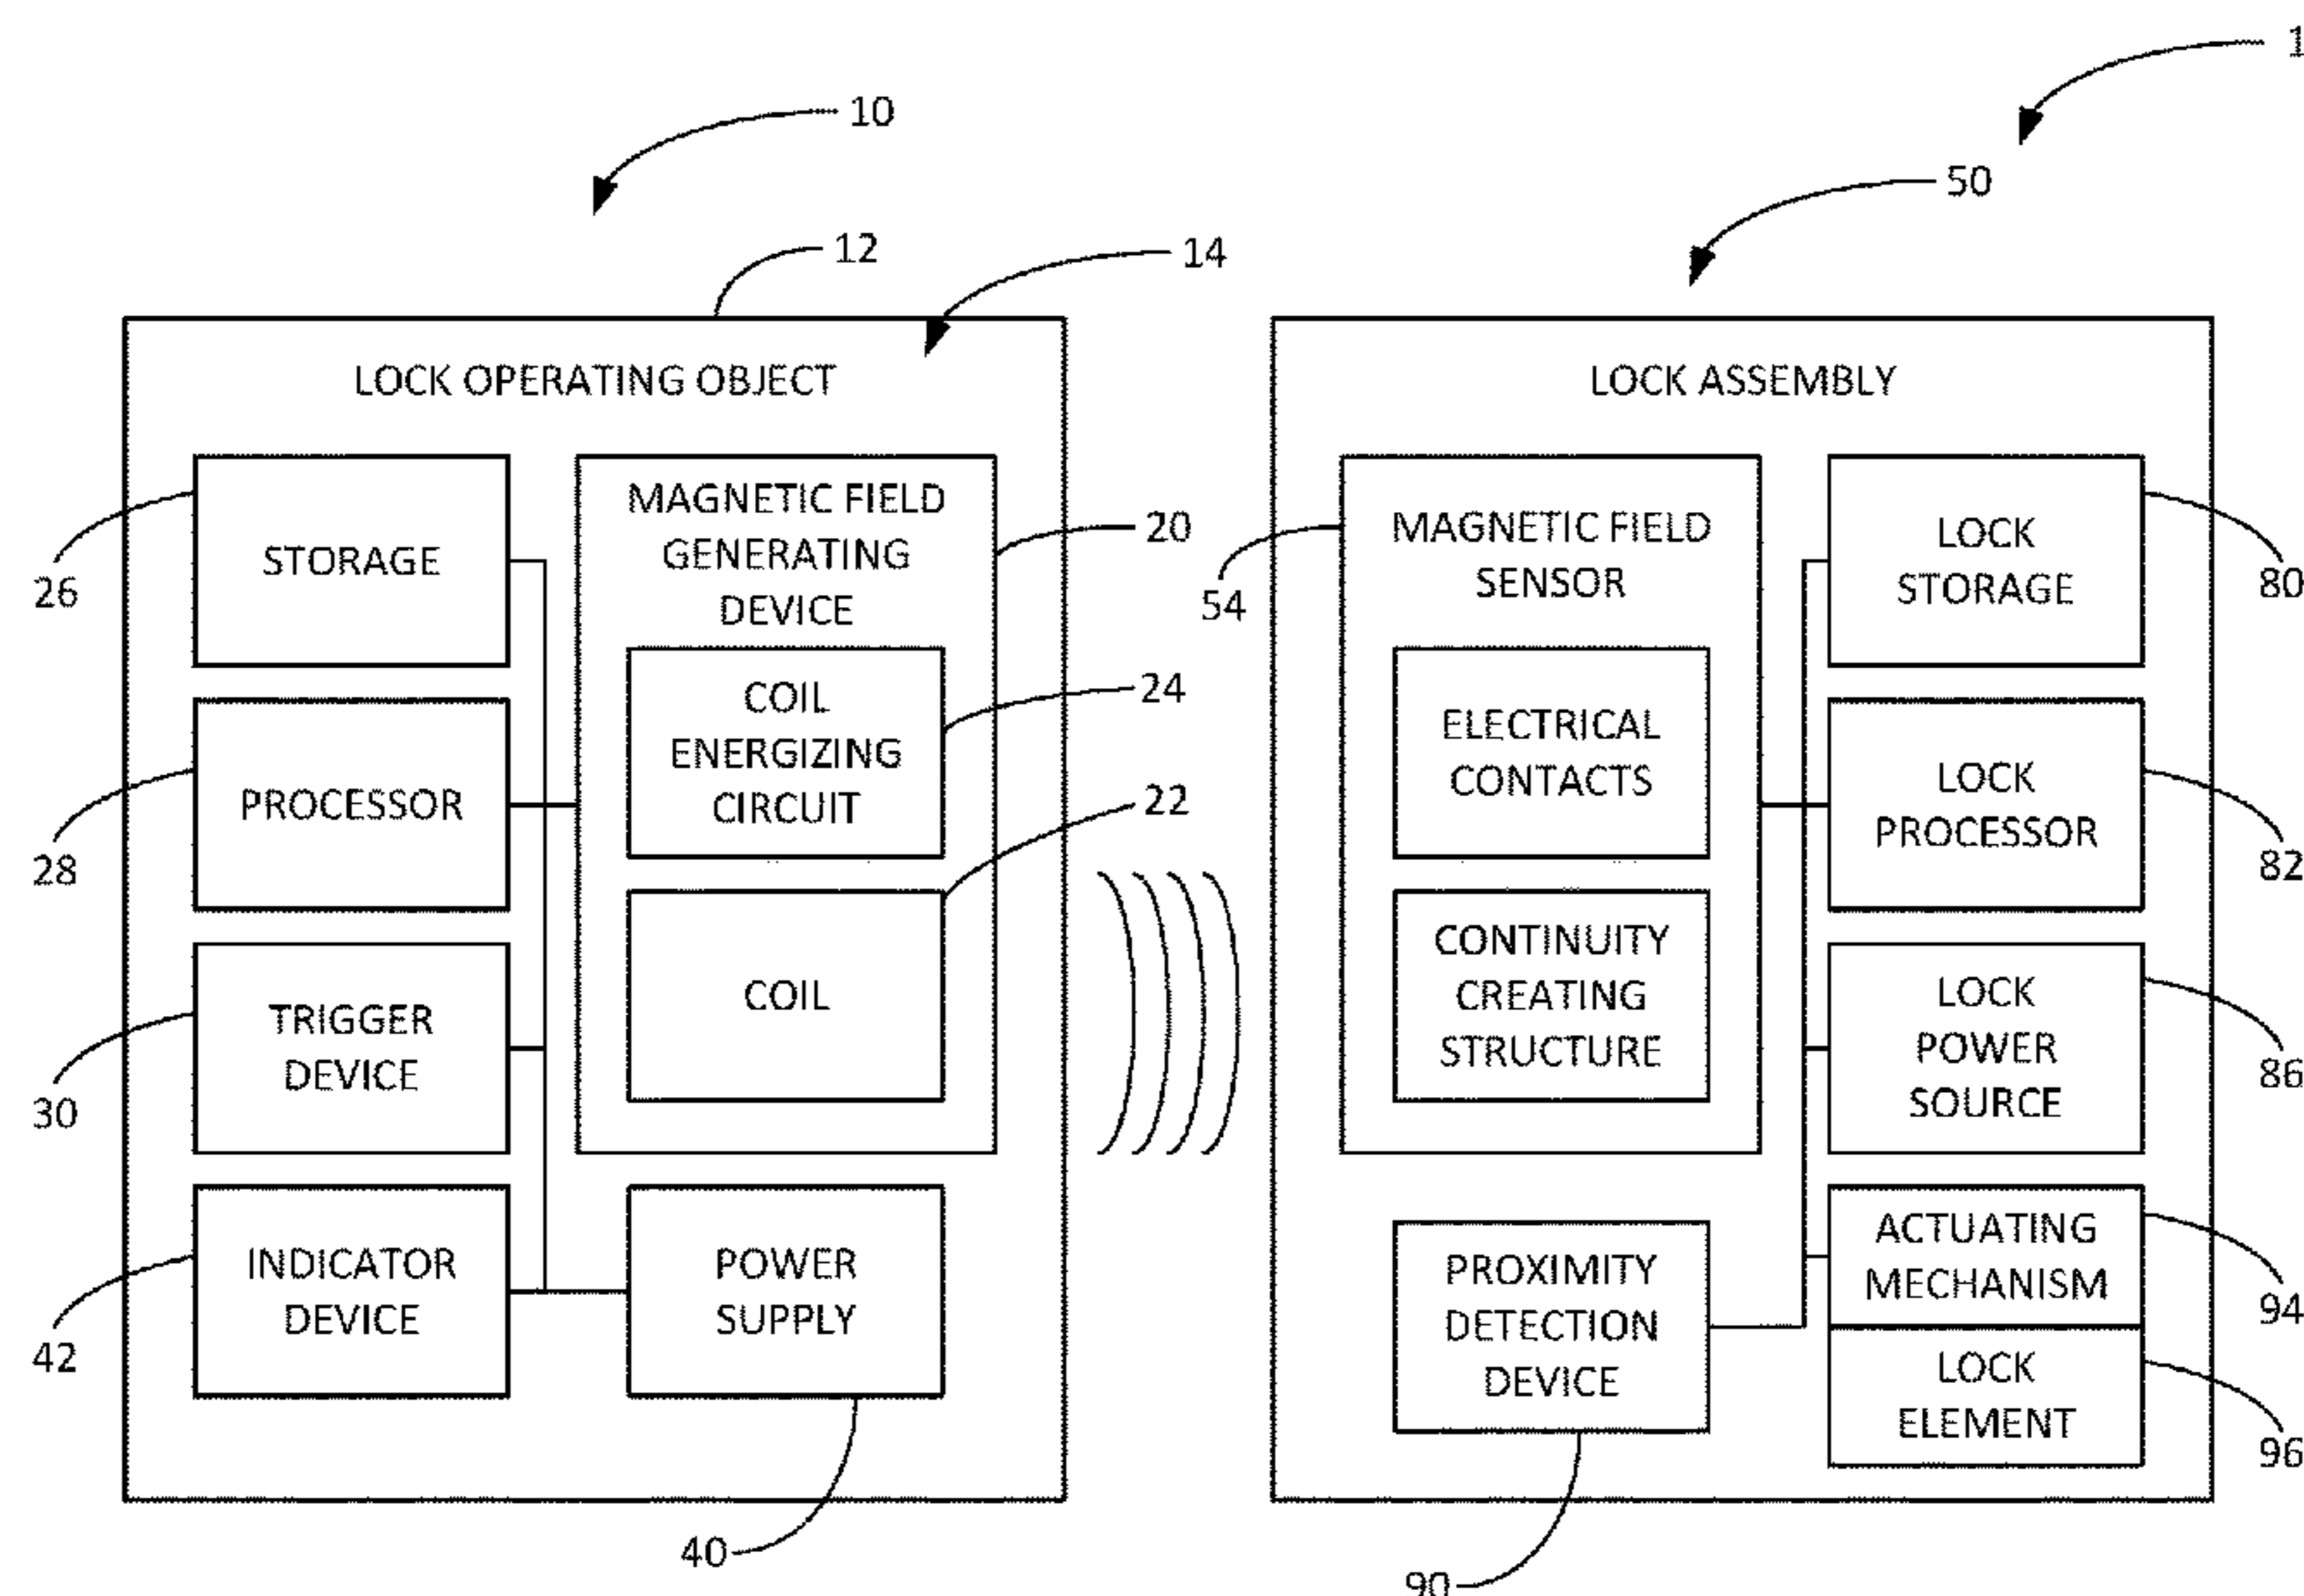 1
10
50
12
14
LOCK OPERATING OBJECT
26
STORAGE
28
PROCESSOR
30
TRIGGER
DEVICE
42
INDICATOR
DEVICE
MAGNETIC FIELD
GENERATING
DEVICE
20
COIL
ENERGIZING
CIRCUIT
24
COIL
22
POWER
SUPPLY
40
LOCK ASSEMBLY
54
MAGNETIC FIELD
SENSOR
ELECTRICAL
CONTACTS
CONTINUITY
CREATING
STRUCTURE
PROXIMITY
DETECTION
DEVICE
90
LOCK
STORAGE
80
LOCK
PROCESSOR
82
LOCK
POWER
SOURCE
86
ACTUATING
MECHANISM
94
LOCK
ELEMENT
96